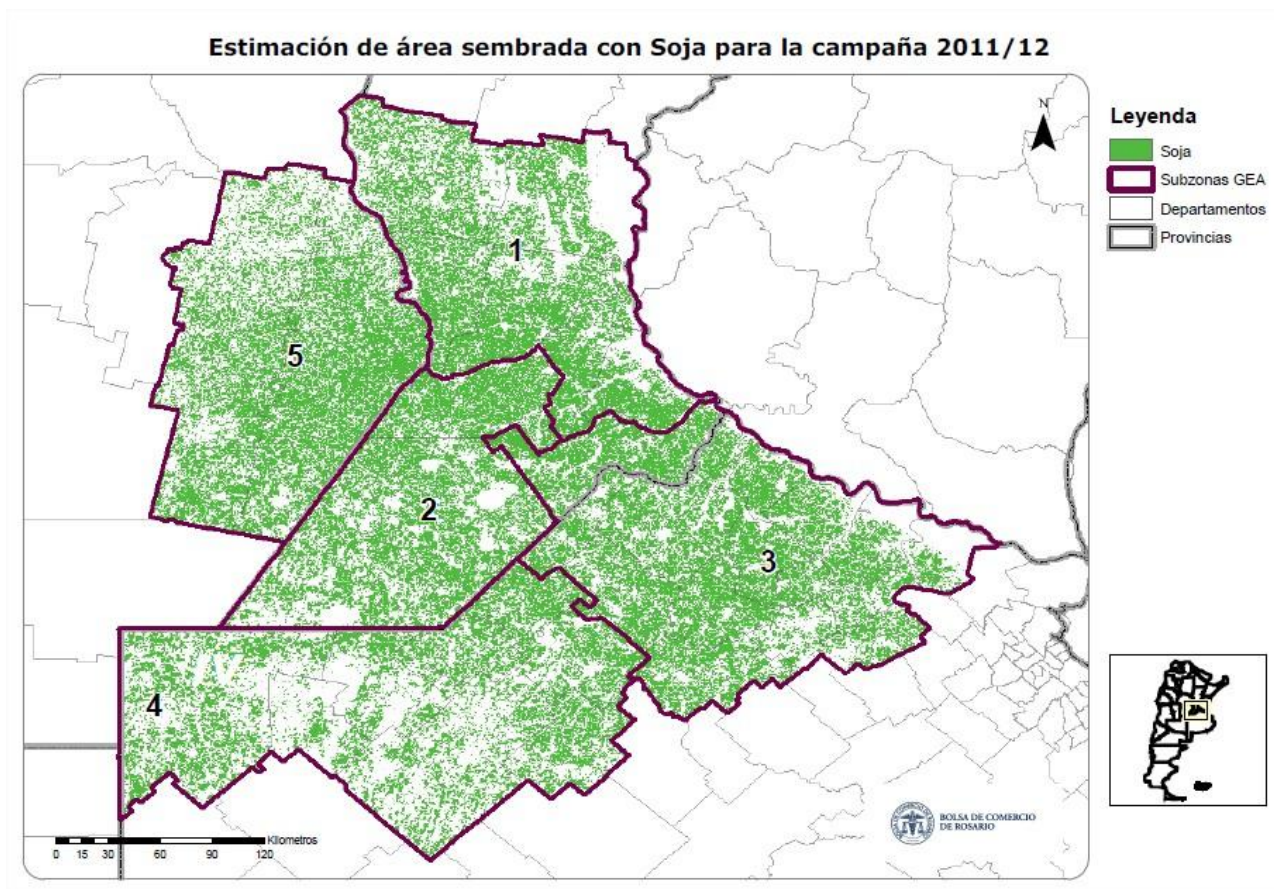 Estimación de área sembrada con Soja para la campaña 2011/12
N
Leyenda
Soja
Subzonas GEA
Departamentos
Provincias
1
5
2
3
4
Kilometros
0 15 30 60 90 120
BOLSA DE COMERCIO
DE ROSARIO